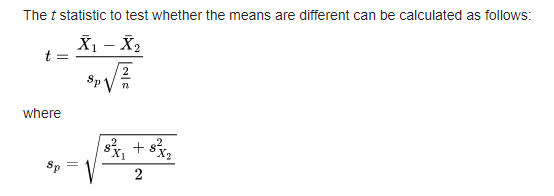 The t statistic to test whether the means are different can be calculated as follows:
t = \frac{\bar{X}_1 - \bar{X}_2}{s_p \sqrt{\frac{2}{n}}}
where
s_p = \sqrt{\frac{s_{X_1}^2 + s_{X_2}^2}{2}}